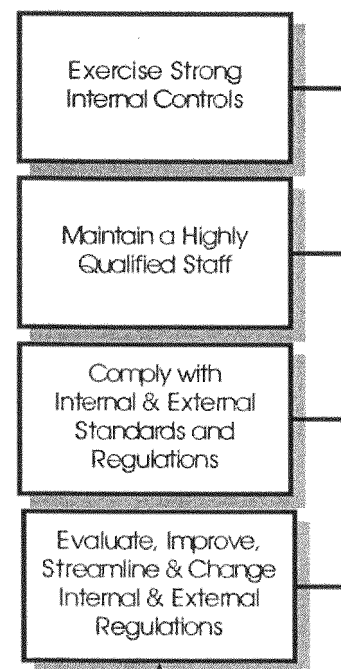 Exercise Strong
Internal Controls
Maintain a Highly
Qualified Staff
Comply with
Internal & External
Standards and
Regulations
Evaluate, Improve,
Streamline & Change
Internal & External
Regulations